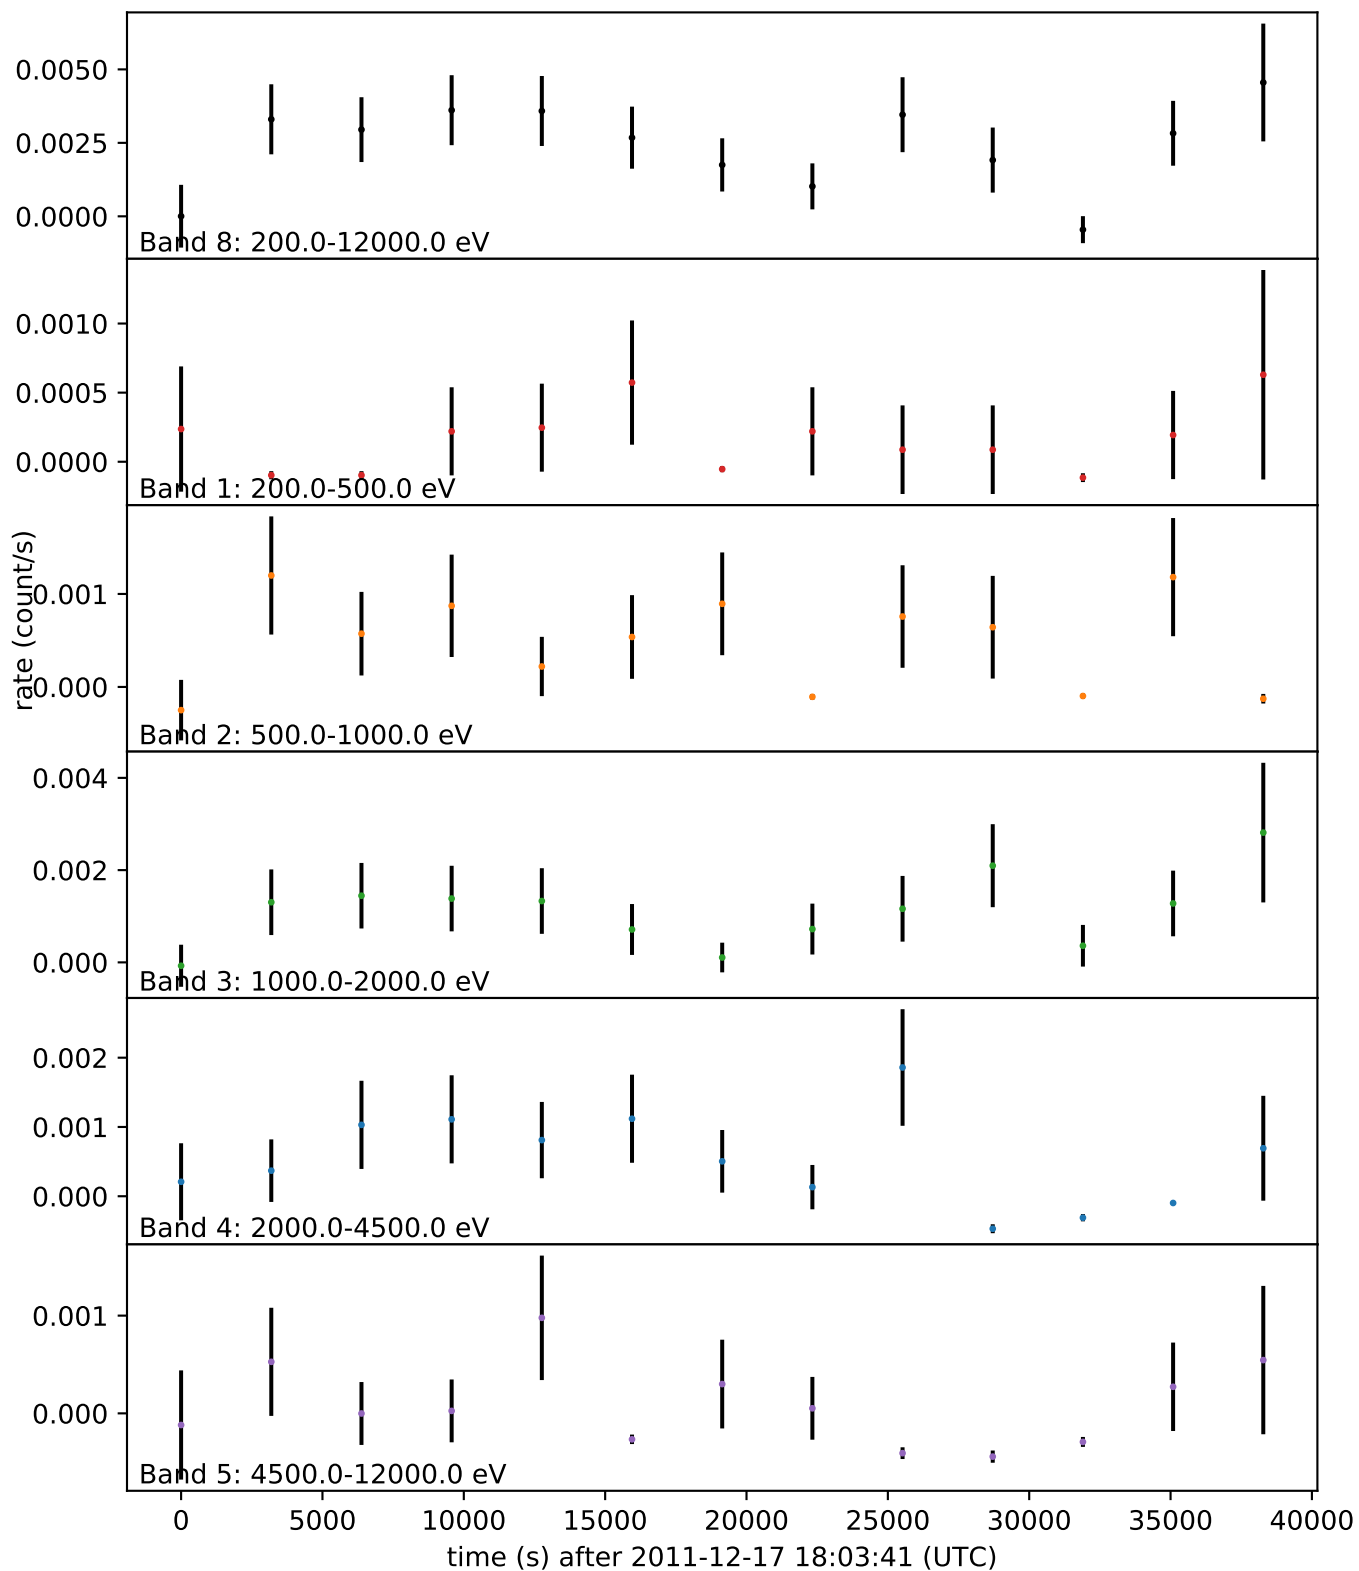 0.0050
0.0025
0.0000
Band 8: 200.0-12000.0 eV
0.0010
0.0005
0.0000
Band 1: 200.0-500.0 eV
rate (count/s)
0.001
0.000
Band 2: 500.0-1000.0 eV
0.004
0.002
0.000
Band 3: 1000.0-2000.0 eV
0.002
0.001
0.000
Band 4: 2000.0-4500.0 eV
0.001
0.000
Band 5: 4500.0-12000.0 eV
0 5000 10000 15000 20000 25000 30000 35000 40000
time (s) after 2011-12-17 18:03:41 (UTC)